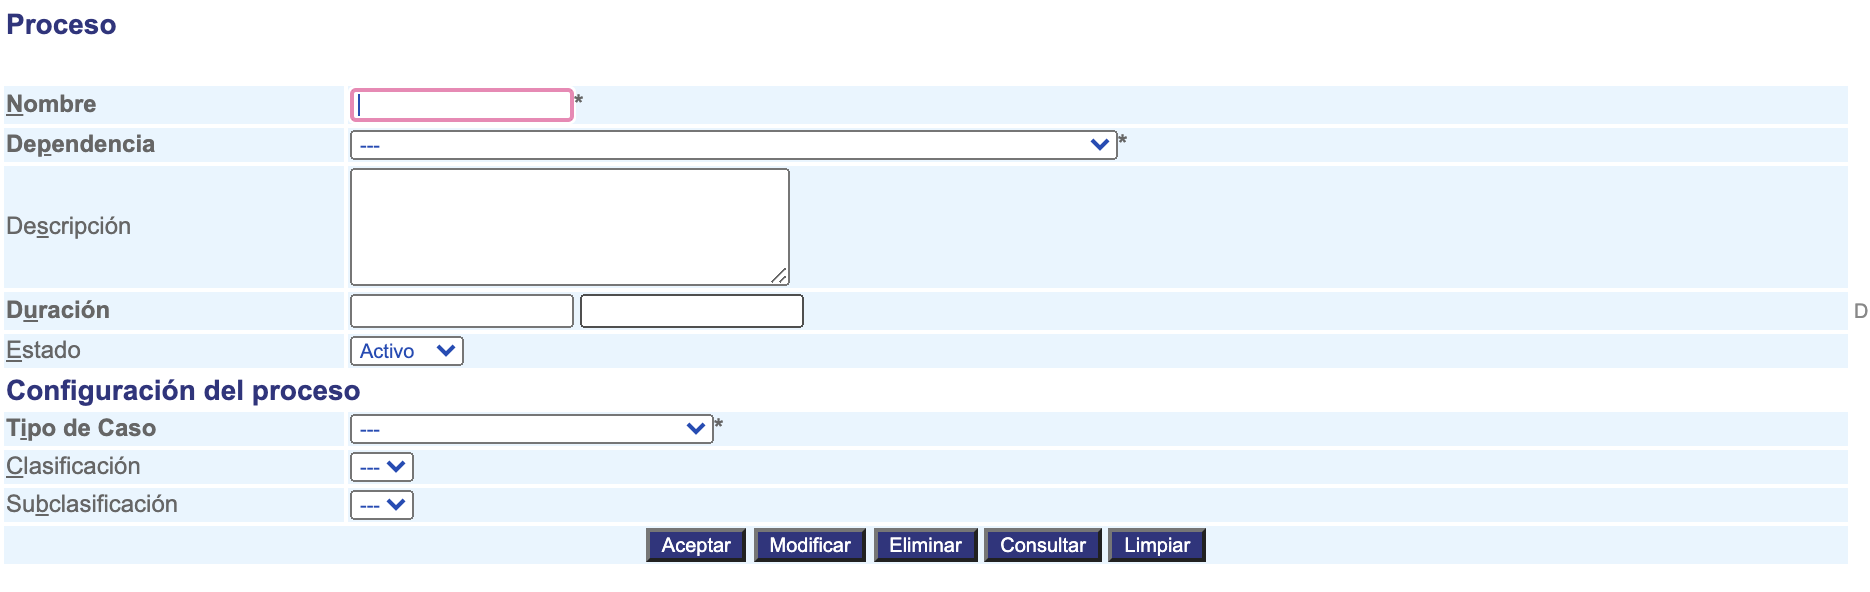 Proceso
Nombre *
Dependencia --- *
Descripción
Duración D
Estado Activo
Configuración del proceso
Tipo de Caso --- *
Clasificación ---
Subclasificación ---
Aceptar Modificar Eliminar Consultar Limpiar